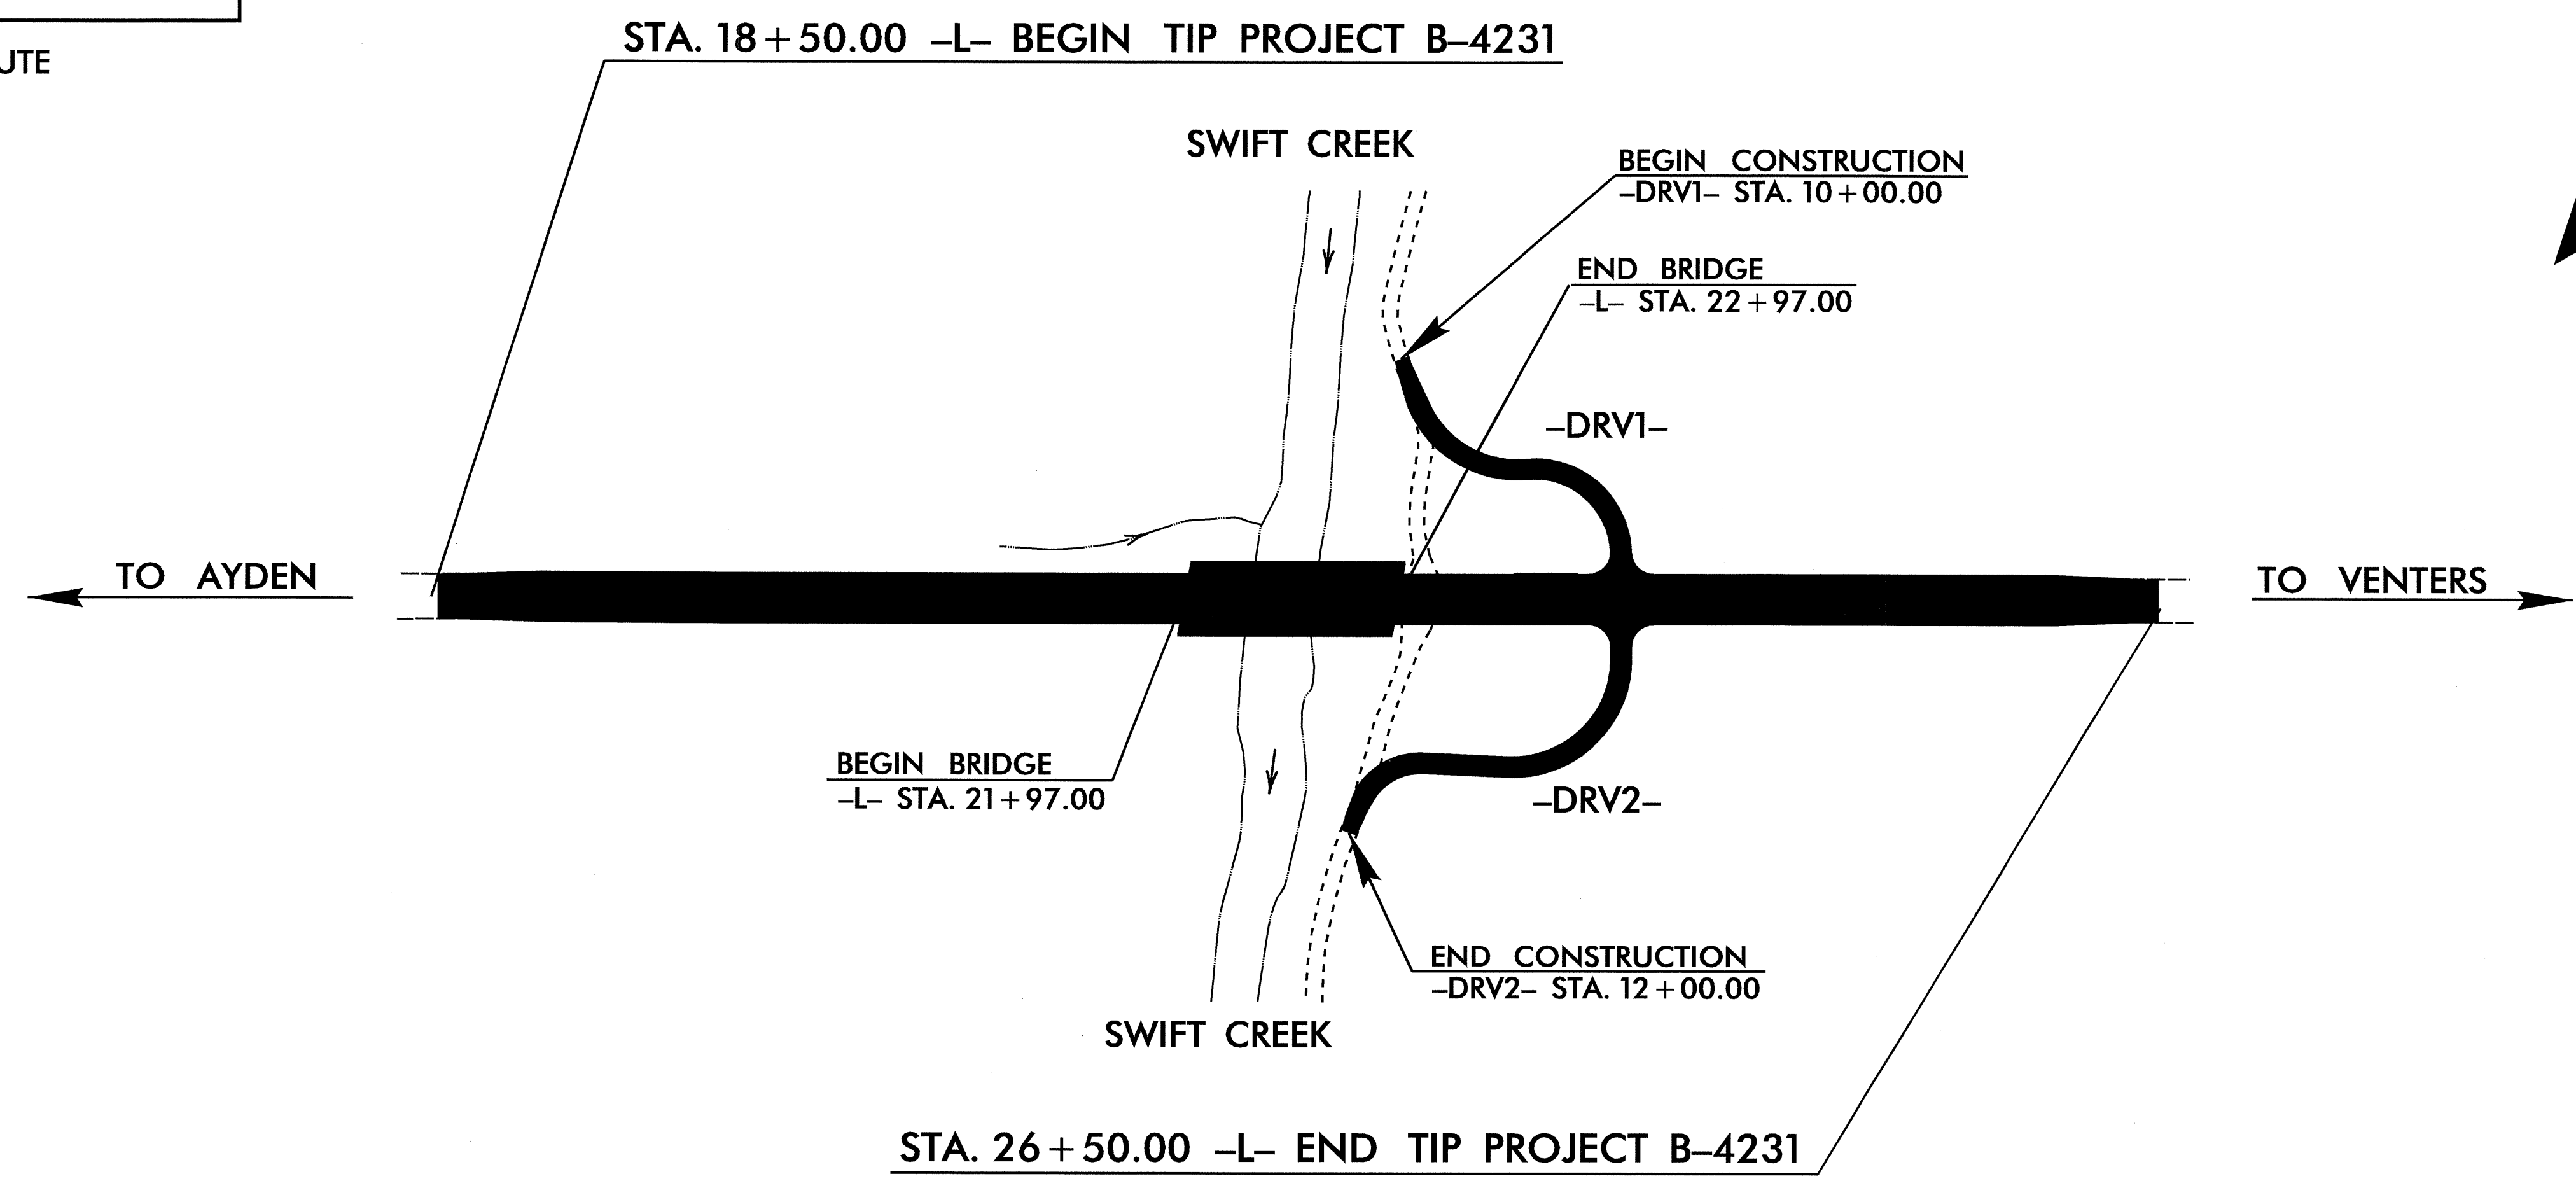 STA. 18+50.00 –L– BEGIN TIP PROJECT B–4231
UTE
SWIFT CREEK
BEGIN CONSTRUCTION
–DRV1– STA. 10+00.00
END BRIDGE
–L– STA. 22+97.00
–DRV1–
TO AYDEN
TO VENTERS
BEGIN BRIDGE
–L– STA. 21+97.00
–DRV2–
END CONSTRUCTION
–DRV2– STA. 12+00.00
SWIFT CREEK
STA. 26+50.00 –L– END TIP PROJECT B–4231